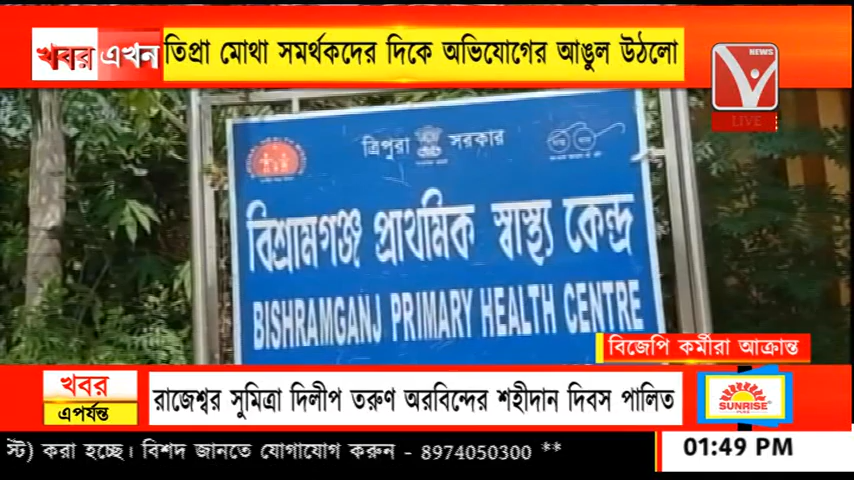 খবর এখন
তিপ্রা মোথা সমর্থকদের দিকে অভিযোগের আঙুল উঠলো
NEWS
V
LIVE
ত্রিপুরা সরকার
বিশ্রামগঞ্জ প্রাথমিক স্বাস্থ্য কেন্দ্র
BISHRAMGANJ PRIMARY HEALTH CENTRE
বিজেপি কর্মীরা আক্রান্ত
খবর
এপর্যন্ত
রাজেশ্বর সুমিত্রা দিলীপ তরুণ অরবিন্দের শহীদান দিবস পালিত
SUNRISE
স্ট) করা হচ্ছে। বিশদ জানতে যোগাযোগ করুন - 8974050300 **
01:49 PM